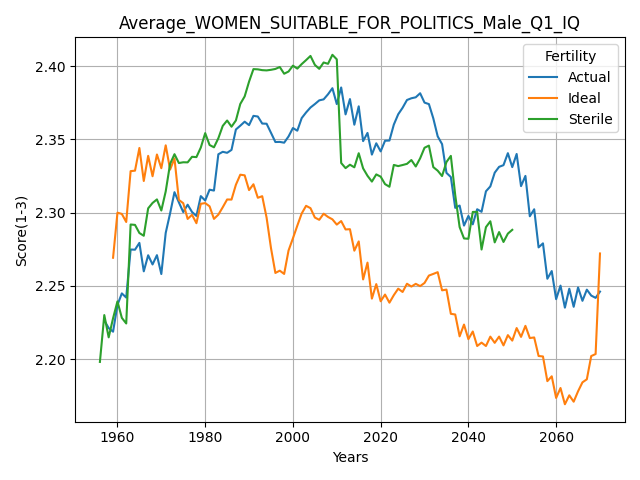 Average_WOMEN_SUITABLE_FOR_POLITICS_Male_Q1_IQ
Fertility
Actual
Ideal
Sterile
Score(1-3)
2.40
2.35
2.30
2.25
2.20
1960 1980 2000 2020 2040 2060
Years